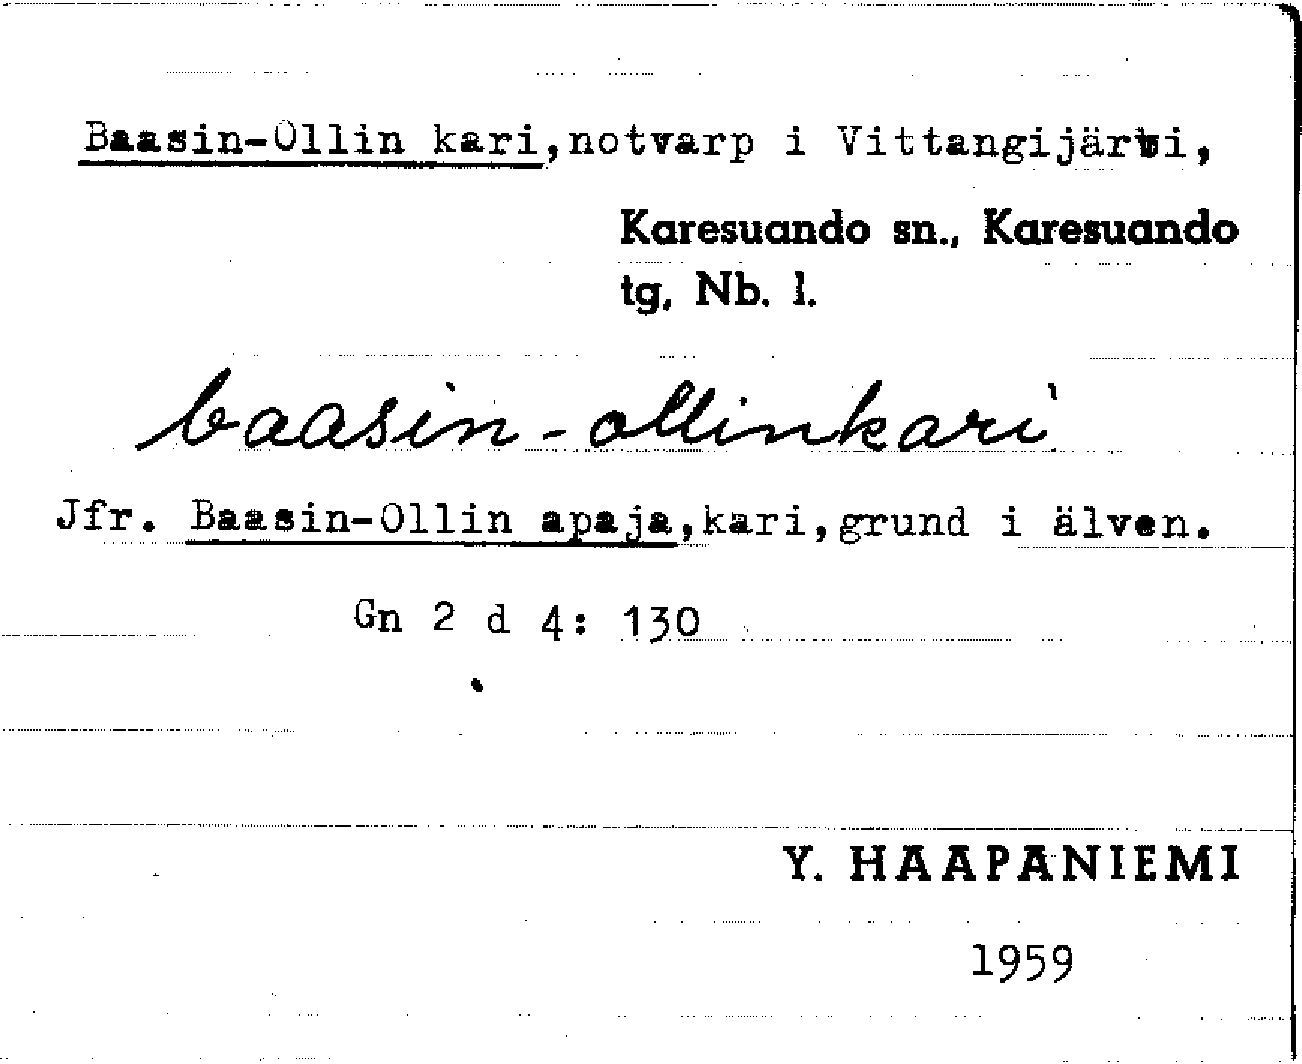 Baasin-Ollin kari,notvarp i Vittangijärvi,
Karesuando sn., Karesuando
tg, Nb. l.
baasin-ollinkari
Jfr. Baasin-Ollin apaja,kari,grund i älven.
Gn 2 d 4: 130
Y. HAAPANIEMI
1959